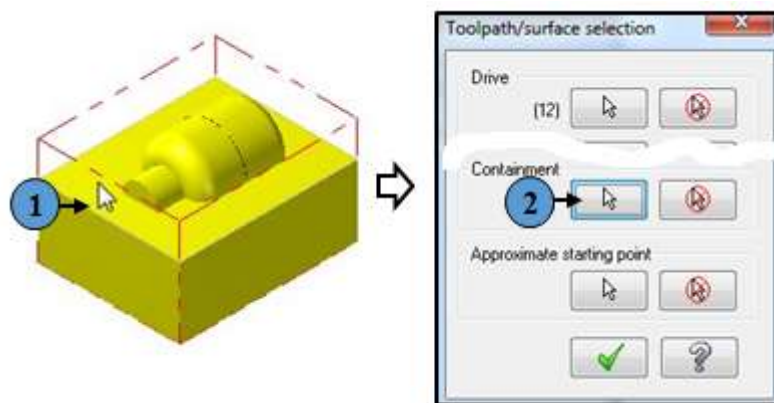 Toolpath/surface selection
Drive
(12)
Containment
1
2
Approximate starting point